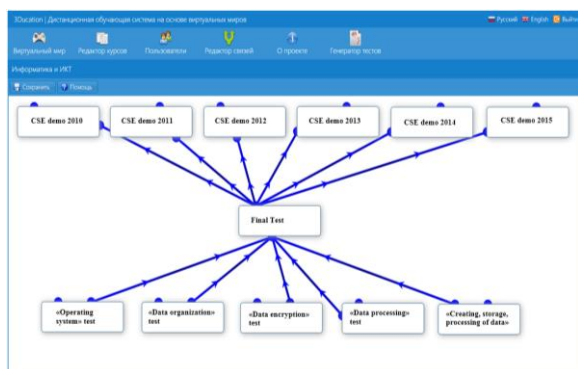 3Ducation | Дистанционная обучающая система на основе виртуальных миров
Русский English Выйти
Виртуальный мир Редактор курсов Пользователи Редактор связей О проекте Генератор тестов
Информатика и ИКТ
Сохранить Помощь
CSE demo 2010 CSE demo 2011 CSE demo 2012 CSE demo 2013 CSE demo 2014 CSE demo 2015
Final Test
«Operating
system» test
«Data organization»
test
«Data encryption»
test
«Data processing»
test
«Creating, storage,
processing of data»